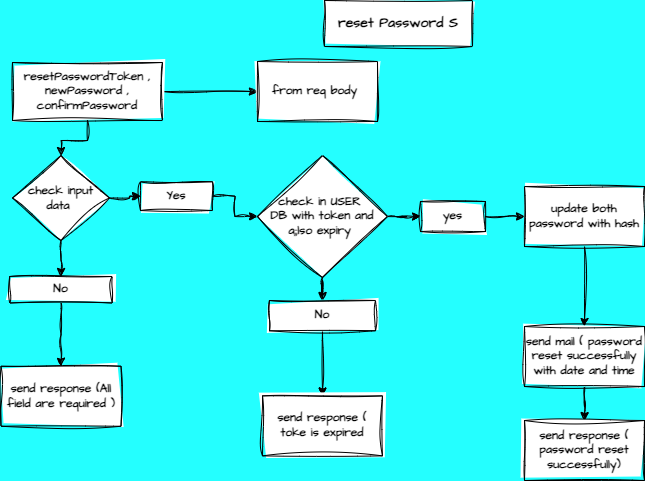 reset Password S
resetPasswordToken ,
newPassword ,
confirmPassword
from req body
check input
data
Yes
check in USER
DB with token and
also expiry
yes
update both
password with hash
No
No
send mail ( password
reset successfully
with date and time
send response (All
field are required )
send response (
toke is expired
send response (
password reset
successfully)